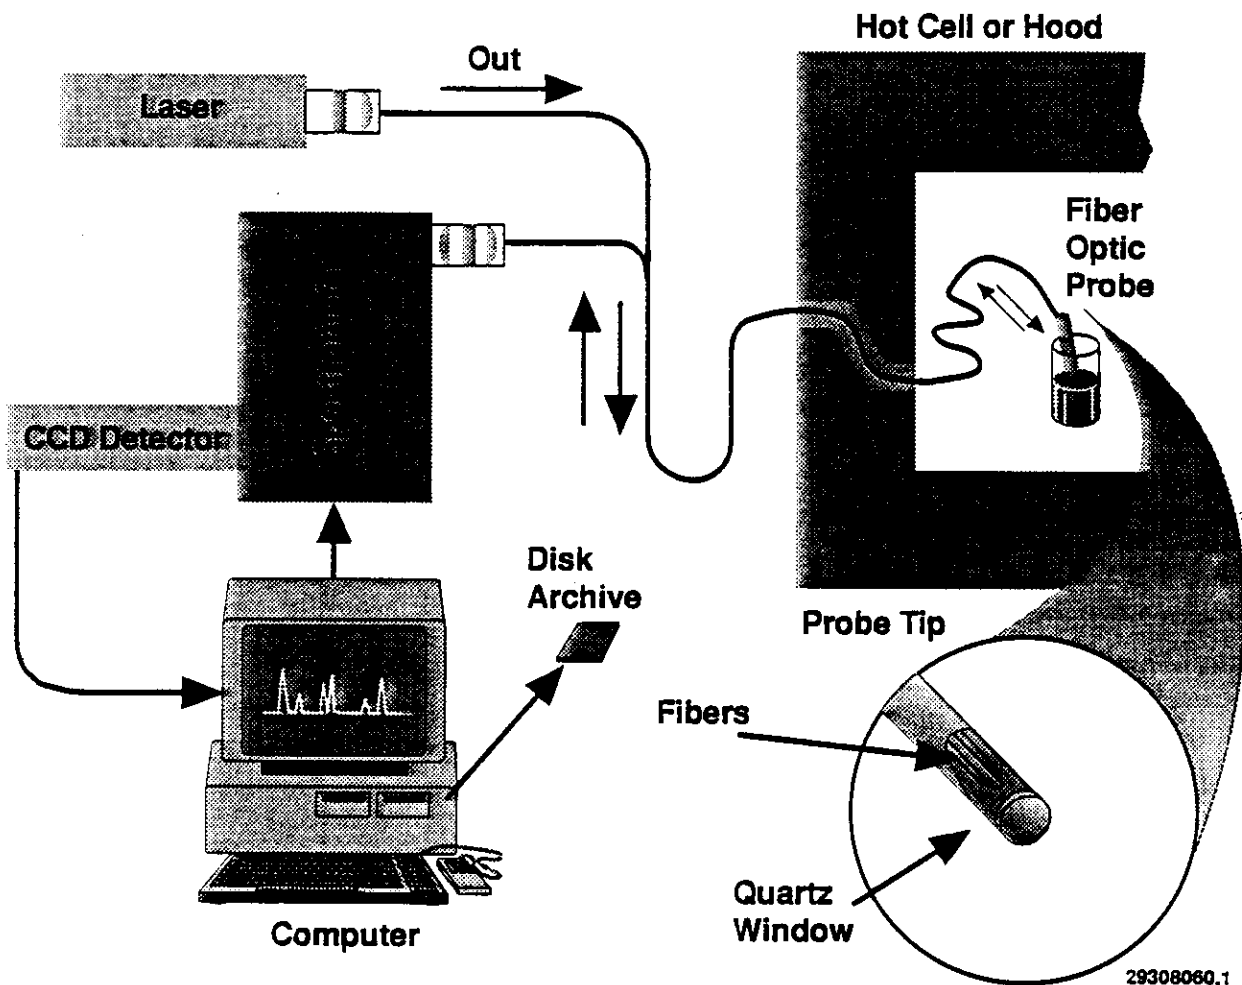 Hot Cell or Hood
Out
Laser
Fiber
Optic
Probe
CCD Detector
Disk
Archive
Probe Tip
Fibers
Quartz
Window
Computer
29308060.1